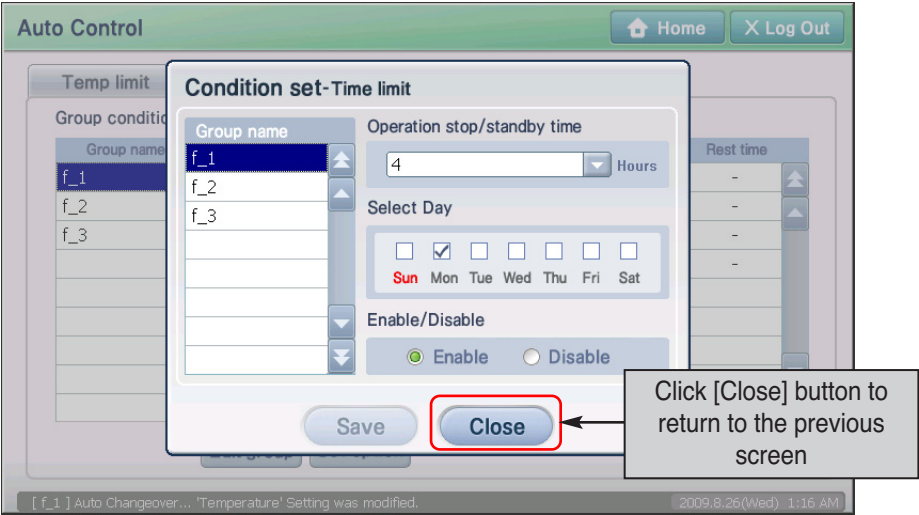 Auto Control
Home
X Log Out
Temp limit
Group conditio
Group name
Rest time
f_1
-
f_2
-
f_3
-
-
Condition set-Time limit
Group name
f_1
f_2
f_3
Operation stop/standby time
4
Hours
Select Day
Sun Mon Tue Wed Thu Fri Sat
Enable/Disable
Enable
Disable
Save
Close
Click [Close] button to
return to the previous
screen
[ f_1 ] Auto Changeover... 'Temperature' Setting was modified.
2009.8.26(Wed) 1:16 AM